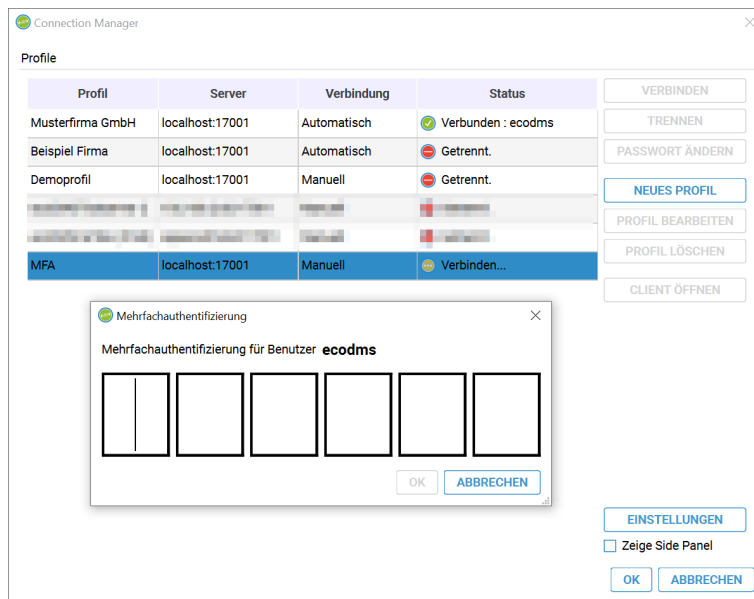 Connection Manager
Profile
Profil Server Verbindung Status
VERBINDEN
Musterfirma GmbH localhost:17001 Automatisch Verbunden : ecodms
TRENNEN
Beispiel Firma localhost:17001 Automatisch Getrennt.
PASSWORT ÄNDERN
Demoprofil localhost:17001 Manuell Getrennt.
NEUES PROFIL
PROFIL BEARBEITEN
PROFIL LÖSCHEN
MFA localhost:17001 Manuell Verbinden...
CLIENT ÖFFNEN
Mehrfachauthentifizierung
Mehrfachauthentifizierung für Benutzer ecodms
OK ABBRECHEN
EINSTELLUNGEN
Zeige Side Panel
OK ABBRECHEN